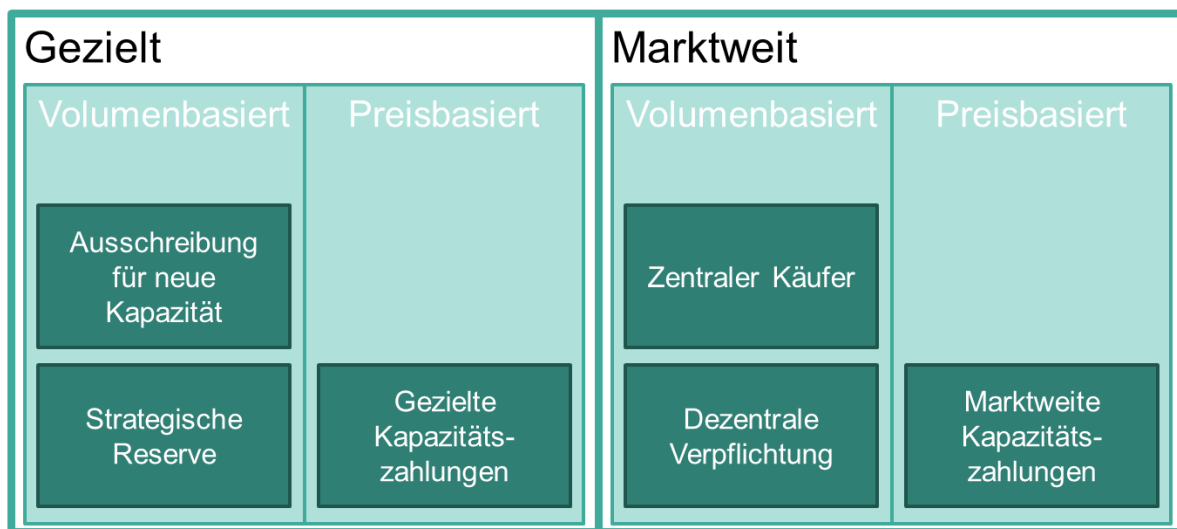 Gezielt
Volumenbasiert
Preisbasiert
Ausschreibung
für neue
Kapazität
Strategische
Reserve
Gezielte
Kapazitäts-
zahlungen
Marktweit
Volumenbasiert
Preisbasiert
Zentraler Käufer
Dezentrale
Verpflichtung
Marktweite
Kapazitäts-
zahlungen